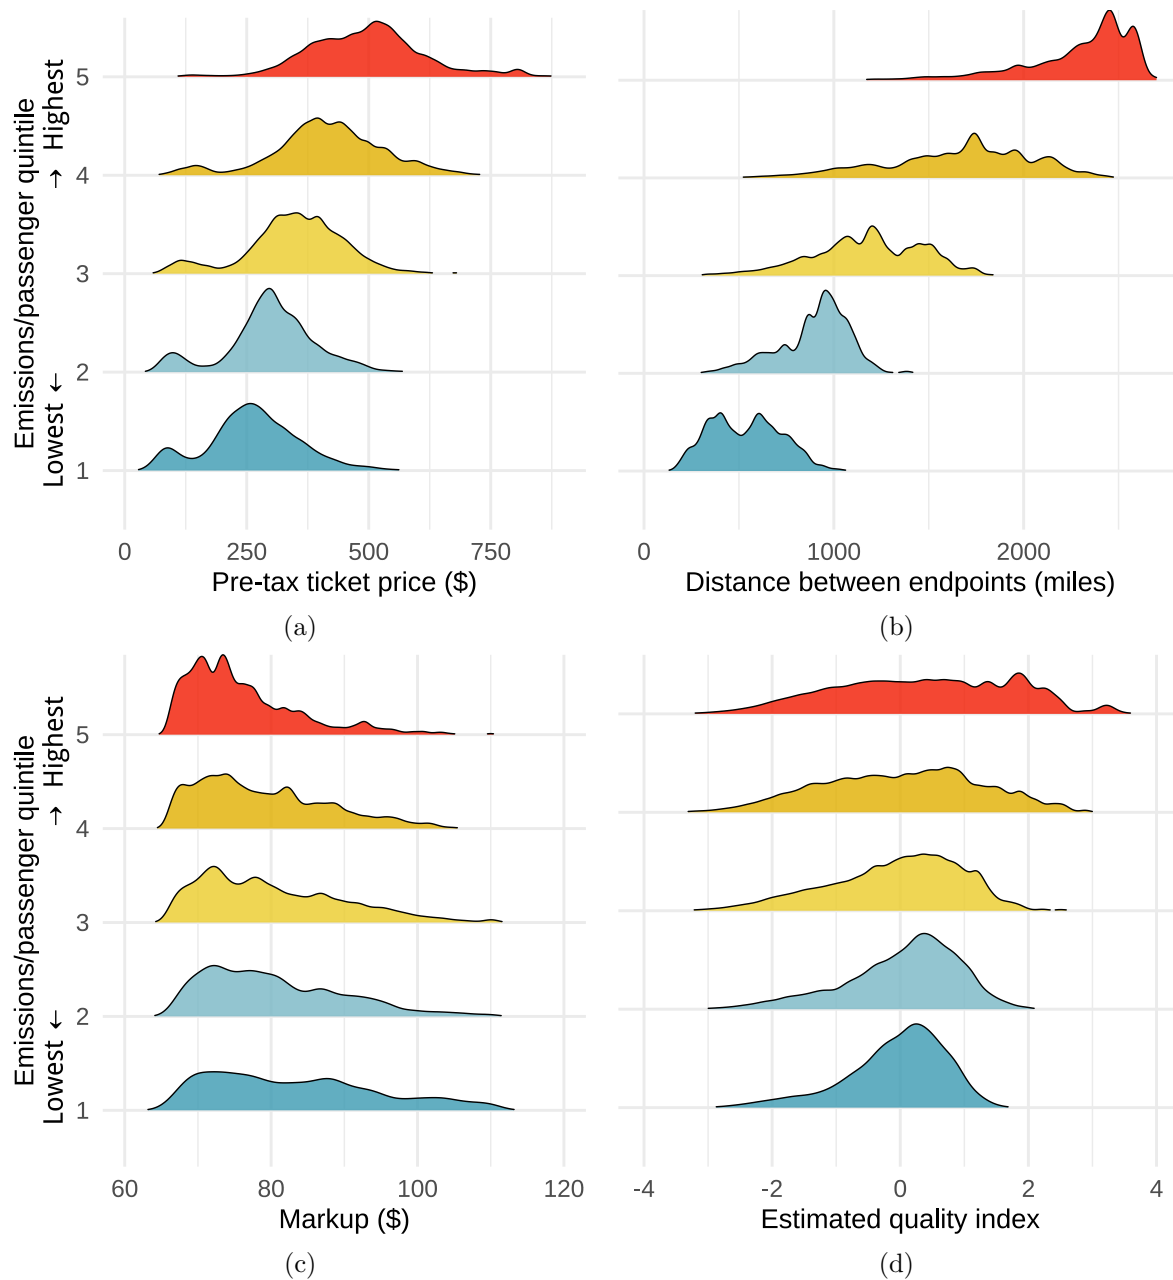 Emissions/passenger quintile
Lowest ← → Highest
5
4
3
2
1
0 250 500 750
Pre-tax ticket price ($)
(a)
0 1000 2000
Distance between endpoints (miles)
(b)
Emissions/passenger quintile
Lowest ← → Highest
5
4
3
2
1
60 80 100 120
Markup ($)
(c)
-4 -2 0 2 4
Estimated quality index
(d)